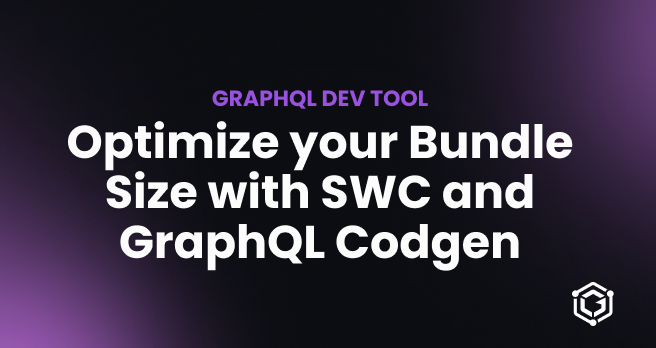 GRAPHQL DEV TOOL
Optimize your Bundle
Size with SWC and
GraphQL Codgen